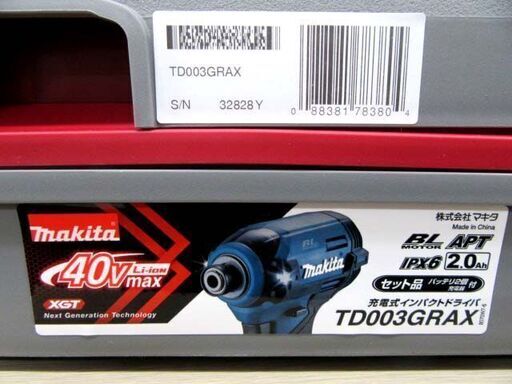 TD003GRAX
S/N 32828Y
0 88381 78380 4
makita
40Vmax
Li-ion
XGT
Next Generation Technology
makita
株式会社マキタ
Made in China
BL MOTOR APT
IPX6 2.0Ah
セット品 バッテリ2個 充電器 付
充電式インパクトドライバ
TD003GRAX